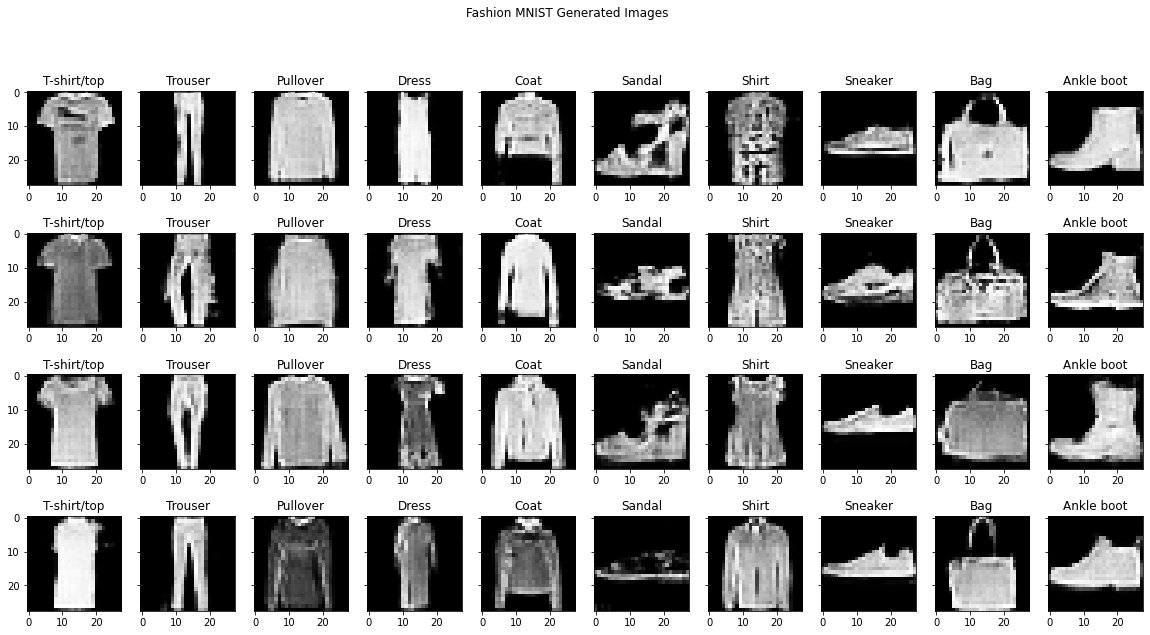 Fashion MNIST Generated Images
T-shirt/top Trouser Pullover Dress Coat Sandal Shirt Sneaker Bag Ankle boot
0
10
20
0 10 20 0 10 20 0 10 20 0 10 20 0 10 20 0 10 20 0 10 20 0 10 20 0 10 20 0 10 20
T-shirt/top Trouser Pullover Dress Coat Sandal Shirt Sneaker Bag Ankle boot
0
10
20
0 10 20 0 10 20 0 10 20 0 10 20 0 10 20 0 10 20 0 10 20 0 10 20 0 10 20 0 10 20
T-shirt/top Trouser Pullover Dress Coat Sandal Shirt Sneaker Bag Ankle boot
0
10
20
0 10 20 0 10 20 0 10 20 0 10 20 0 10 20 0 10 20 0 10 20 0 10 20 0 10 20 0 10 20
T-shirt/top Trouser Pullover Dress Coat Sandal Shirt Sneaker Bag Ankle boot
0
10
20
0 10 20 0 10 20 0 10 20 0 10 20 0 10 20 0 10 20 0 10 20 0 10 20 0 10 20 0 10 20